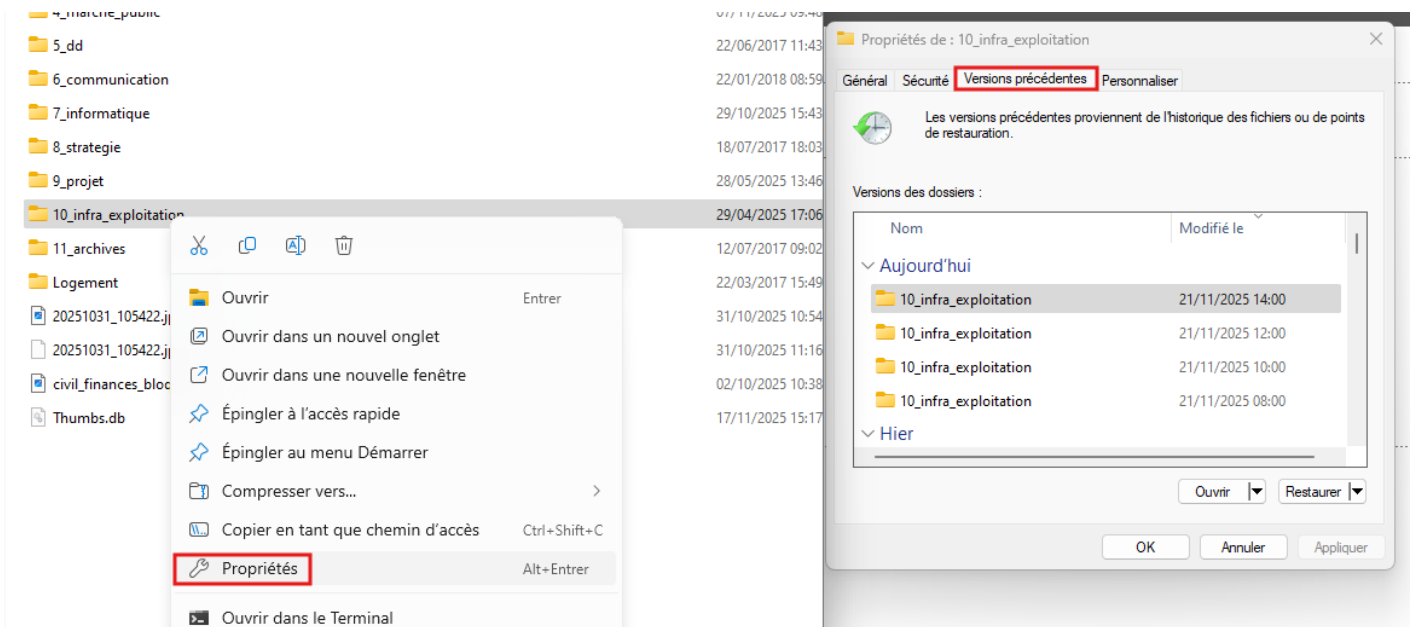 4_marche_public 07/11/2025 09:48
5_dd 22/06/2017 11:43
6_communication 22/01/2018 08:59
7_informatique 29/10/2025 15:43
8_strategie 18/07/2017 18:03
9_projet 28/05/2025 13:46
10_infra_exploitation 29/04/2025 17:06
11_archives 12/07/2017 09:02
Logement 22/03/2017 15:49
20251031_105422.j 31/10/2025 10:54
20251031_105422.j 31/10/2025 11:16
civil_finances_bloc 02/10/2025 10:38
Thumbs.db 17/11/2025 15:17
Ouvrir Entrer
Ouvrir dans un nouvel onglet
Ouvrir dans une nouvelle fenêtre
Épingler à l'accès rapide
Épingler au menu Démarrer
Compresser vers...
Copier en tant que chemin d'accès Ctrl+Shift+C
Propriétés Alt+Entrer
Ouvrir dans le Terminal
Propriétés de : 10_infra_exploitation
Général Sécurité Versions précédentes Personnaliser
Les versions précédentes proviennent de l'historique des fichiers ou de points
de restauration.
Versions des dossiers :
Nom Modifié le
Aujourd'hui
10_infra_exploitation 21/11/2025 14:00
10_infra_exploitation 21/11/2025 12:00
10_infra_exploitation 21/11/2025 10:00
10_infra_exploitation 21/11/2025 08:00
Hier
Ouvrir Restaurer
OK Annuler Appliquer